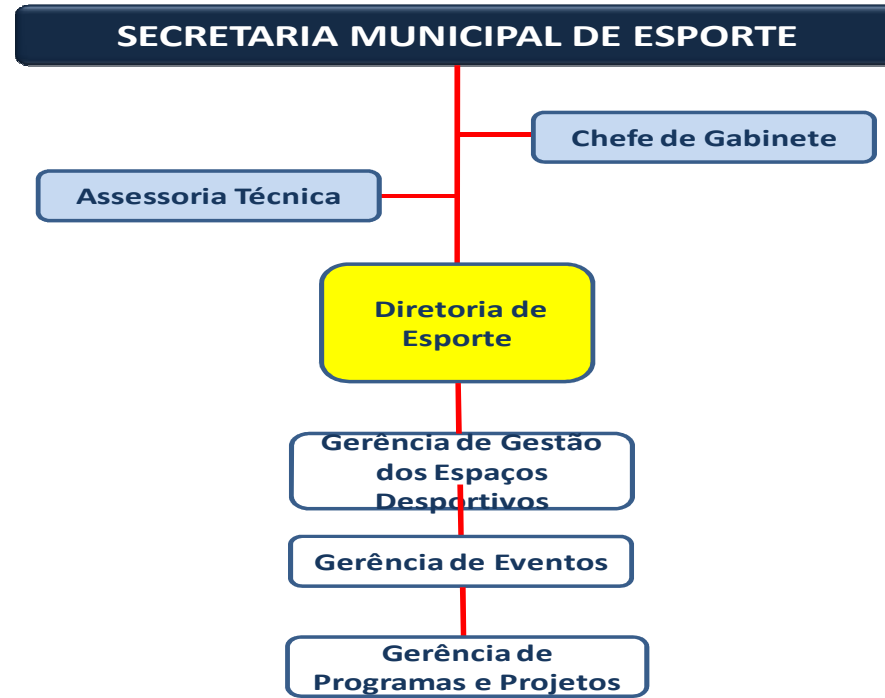 SECRETARIA MUNICIPAL DE ESPORTE
Chefe de Gabinete
Assessoria Técnica
Diretoria de
Esporte
Gerência de Gestão
dos Espaços
Desportivos
Gerência de Eventos
Gerência de
Programas e Projetos